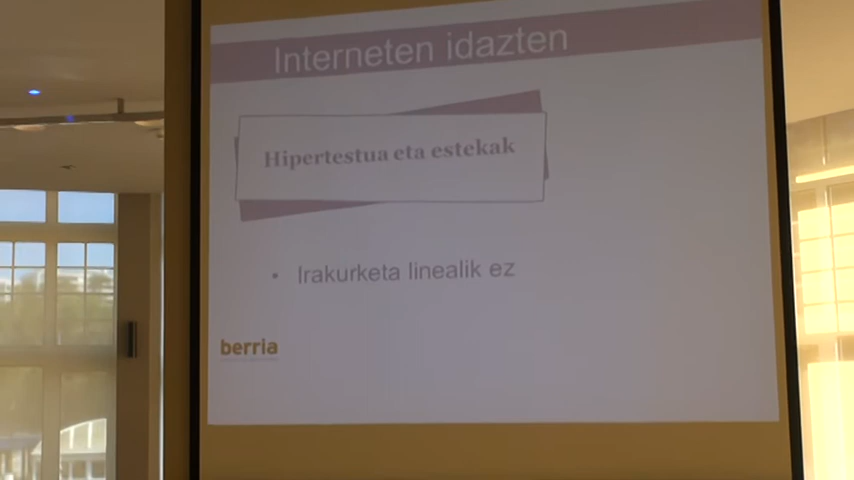 Interneten idazten
Hipertestua eta estekak
• Irakurketa linealik ez
berria